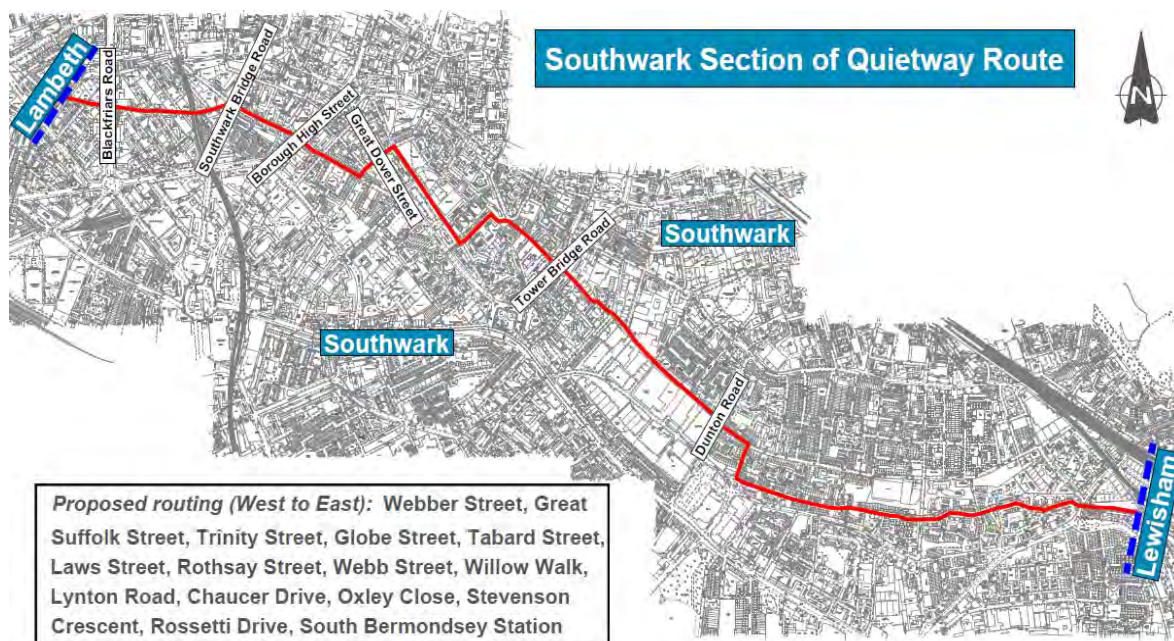 Southwark Section of Quietway Route
N
Lambeth
Blackfriars Road
Southwark Bridge Road
Borough High Street
Great Dover Street
Tower Bridge Road
Southwark
Southwark
Dunton Road
Lewisham
Proposed routing (West to East): Webber Street, Great
Suffolk Street, Trinity Street, Globe Street, Tabard Street,
Laws Street, Rothsay Street, Webb Street, Willow Walk,
Lynton Road, Chaucer Drive, Oxley Close, Stevenson
Crescent, Rossetti Drive, South Bermondsey Station